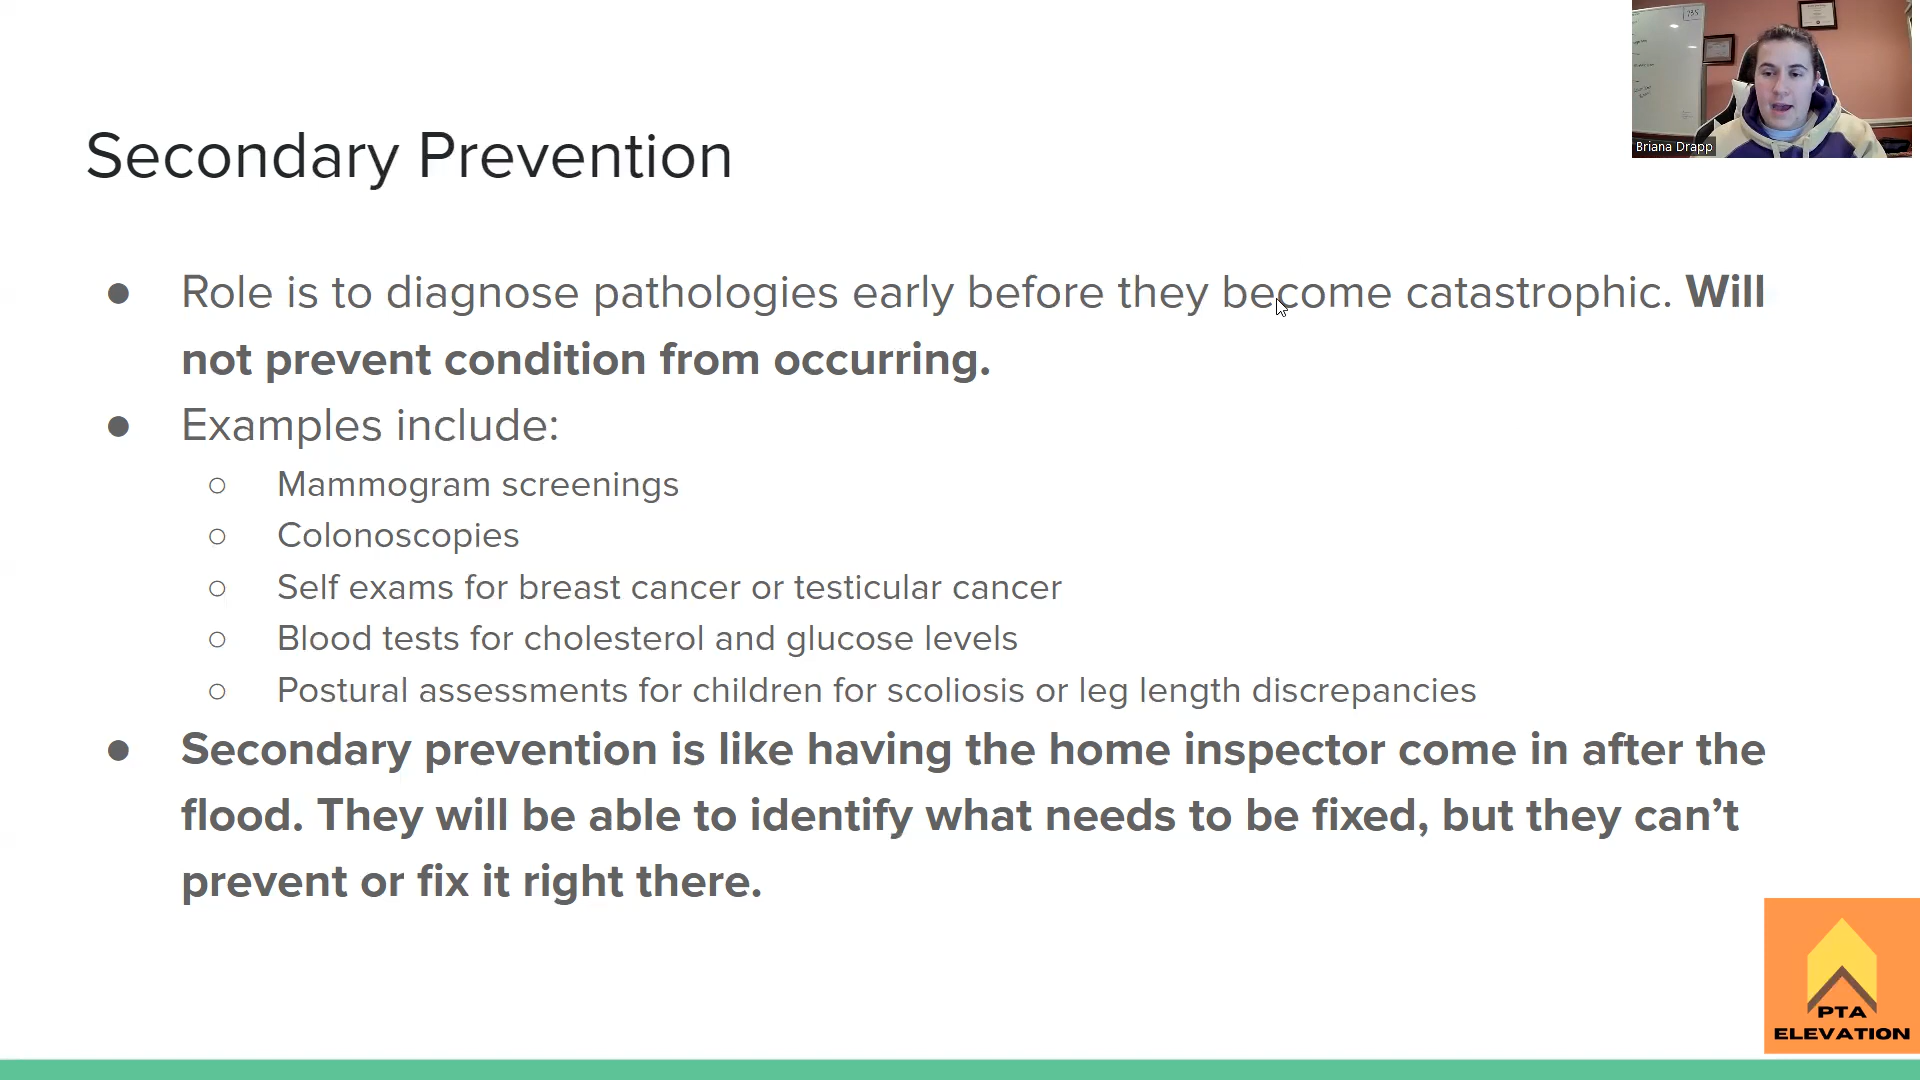 Briana Drapp
Secondary Prevention
● Role is to diagnose pathologies early before they become catastrophic. Will
not prevent condition from occurring.
● Examples include:
○ Mammogram screenings
○ Colonoscopies
○ Self exams for breast cancer or testicular cancer
○ Blood tests for cholesterol and glucose levels
○ Postural assessments for children for scoliosis or leg length discrepancies
● Secondary prevention is like having the home inspector come in after the
flood. They will be able to identify what needs to be fixed, but they can’t
prevent or fix it right there.
PTA
ELEVATION